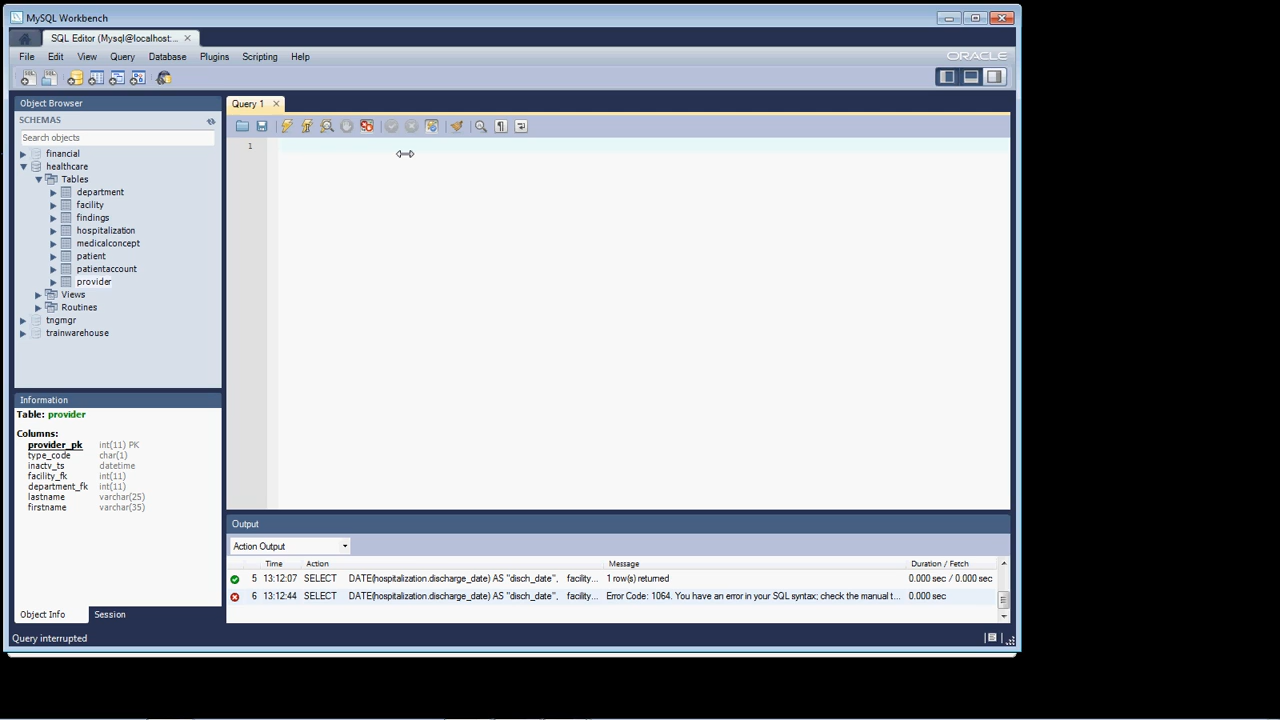 MySQL Workbench
SQL Editor (Mysql@localhost:...
File Edit View Query Database Plugins Scripting Help
ORACLE
Object Browser
Query 1
SCHEMAS
Search objects
1
financial
healthcare
Tables
department
facility
findings
hospitalization
medicalconcept
patient
patientaccount
provider
Views
Routines
tngmgr
trainwarehouse
Information
Table: provider
Columns:
provider_pk int(11) PK
type_code char(1)
inactv_ts datetime
facility_fk int(11)
department_fk int(11)
lastname varchar(25)
firstname varchar(35)
Object Info Session
Output
Action Output
Time Action Message Duration / Fetch
5 13:12:07 SELECT DATE(hospitalization.discharge_date) AS "disch_date", facility... 1 row(s) returned 0.000 sec / 0.000 sec
6 13:12:44 SELECT DATE(hospitalization.discharge_date) AS "disch_date", facility... Error Code: 1064. You have an error in your SQL syntax; check the manual t... 0.000 sec
Query interrupted